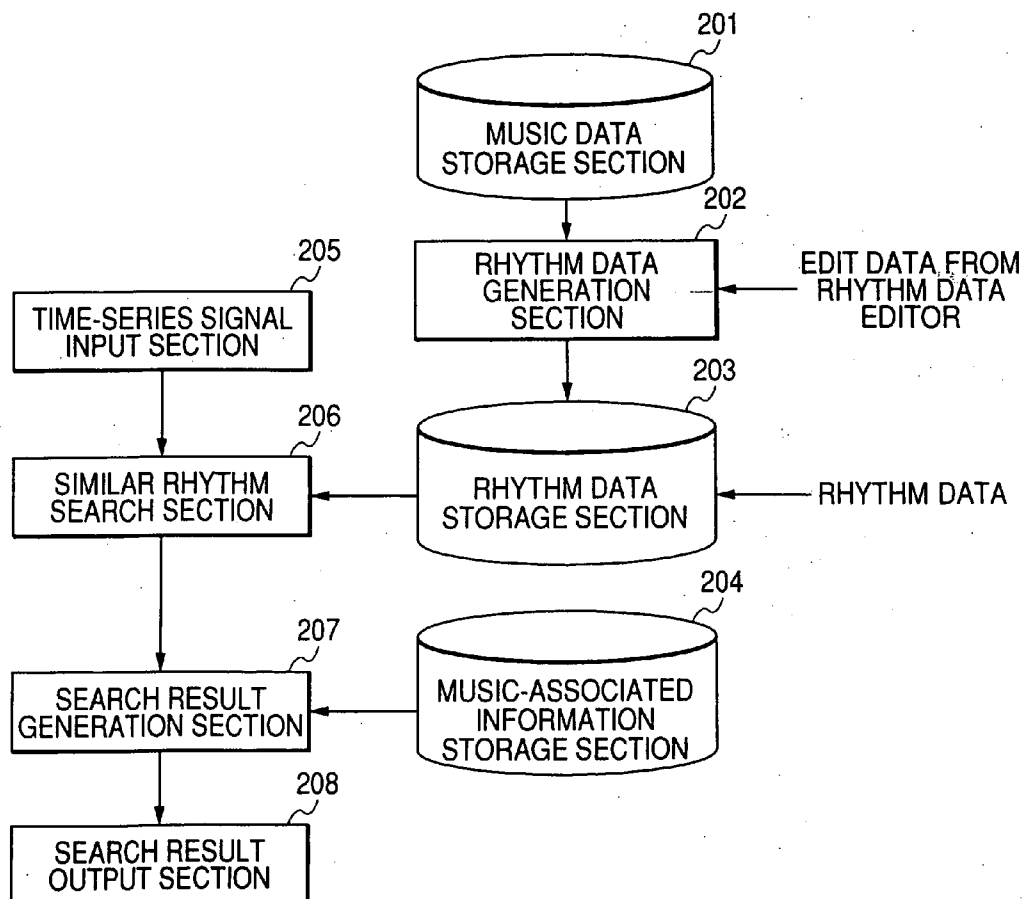 201
MUSIC DATA
STORAGE SECTION
202
RHYTHM DATA
GENERATION
SECTION
EDIT DATA FROM
RHYTHM DATA
EDITOR
205
TIME-SERIES SIGNAL
INPUT SECTION
203
RHYTHM DATA
STORAGE SECTION
RHYTHM DATA
206
SIMILAR RHYTHM
SEARCH SECTION
204
MUSIC-ASSOCIATED
INFORMATION
STORAGE SECTION
207
SEARCH RESULT
GENERATION SECTION
208
SEARCH RESULT
OUTPUT SECTION